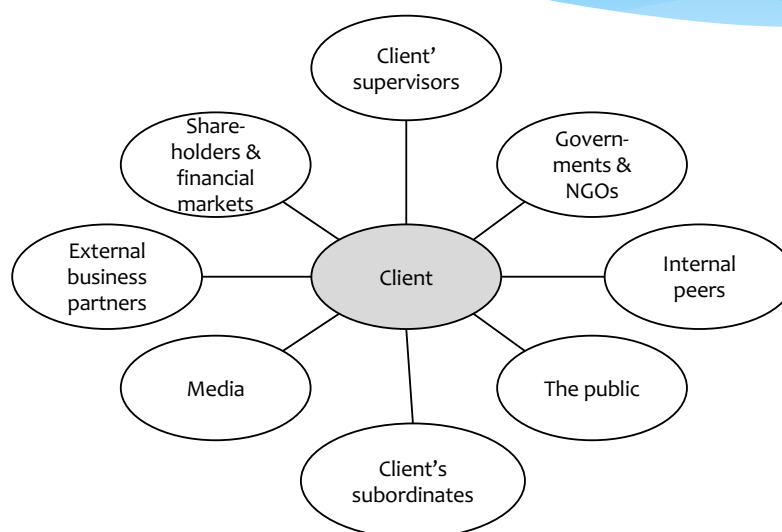 Client'
supervisors
Share-
holders &
financial
markets
Govern-
ments &
NGOs
External
business
partners
Client
Internal
peers
Media
The public
Client's
subordinates